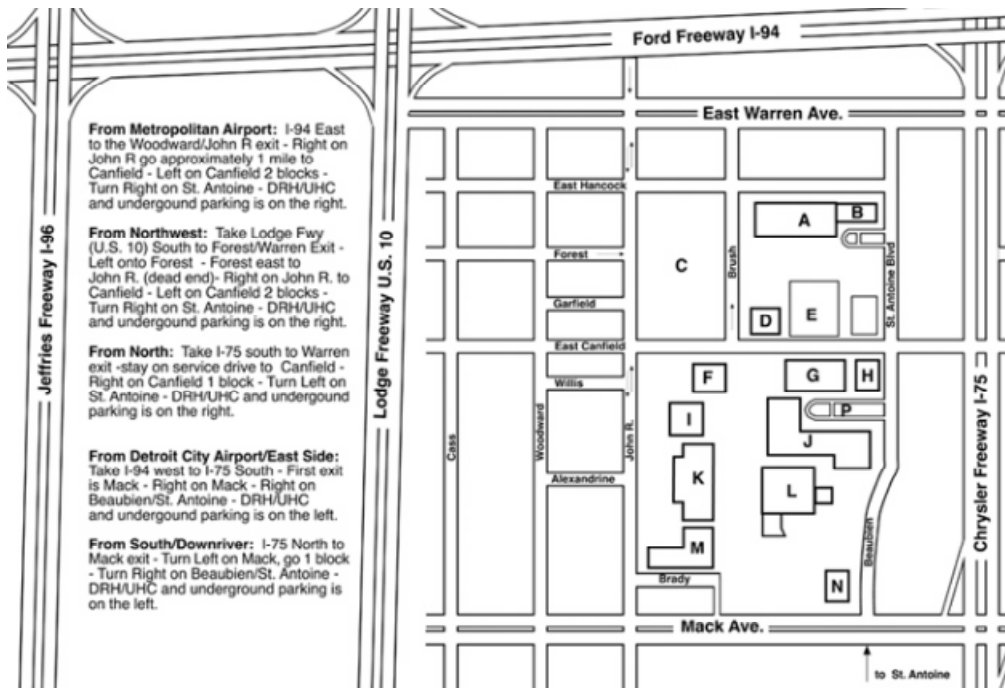 Ford Freeway I-94
East Warren Ave.
From Metropolitan Airport: I-94 East
to the Woodward/John R exit - Right on
John R go approximately 1 mile to
Canfield - Left on Canfield 2 blocks -
Turn Right on St. Antoine - DRH/UHC
and undergound parking is on the right.
From Northwest: Take Lodge Fwy
(U.S. 10) South to Forest/Warren Exit -
Left onto Forest - Forest east to
John R. (dead end)- Right on John R. to
Canfield - Left on Canfield 2 blocks -
Turn Right on St. Antoine - DRH/UHC
and undergound parking is on the right.
From North: Take I-75 south to Warren
exit -stay on service drive to Canfield -
Right on Canfield 1 block - Turn Left on
St. Antoine - DRH/UHC and undergound
parking is on the right.
From Detroit City Airport/East Side:
Take I-94 west to I-75 South - First exit
is Mack - Right on Mack - Right on
Beaubien/St. Antoine - DRH/UHC
and undergound parking is on the left.
From South/Downriver: I-75 North to
Mack exit - Turn Left on Mack, go 1 block
- Turn Right on Beaubien/St. Antoine -
DRH/UHC and underground parking is
on the left.
Jeffries Freeway I-96
Lodge Freeway U.S. 10
Cass
Woodward
John R.
East Hancock
Forest
Garfield
East Canfield
Willis
Alexandrine
Brush
St. Antoine Blvd
A
B
C
D
E
F
G
H
I
P
J
K
L
M
N
Brady
Beaubien
Chrysler Freeway I-75
Mack Ave.
to St. Antoine